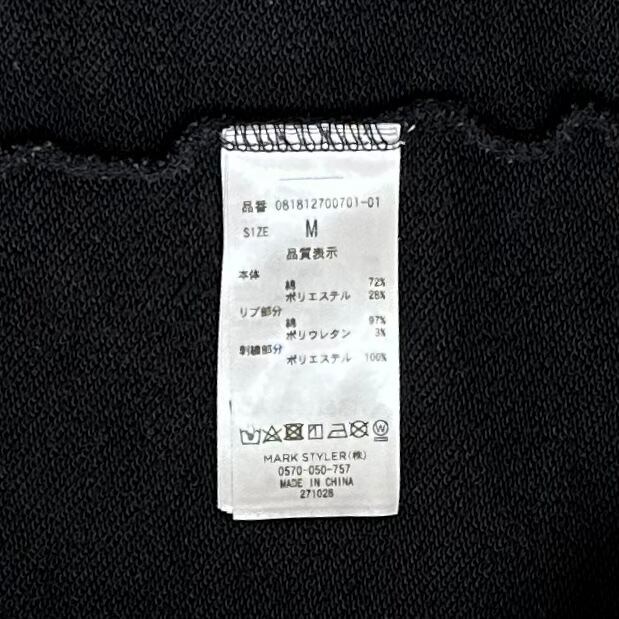 品番 081812700701-01
SIZE M
品質表示
本体
綿 72%
ポリエステル 28%
リブ部分
綿 97%
ポリウレタン 3%
刺繍部分
ポリエステル 100%
MARK STYLER(株)
0570-050-757
MADE IN CHINA
271028